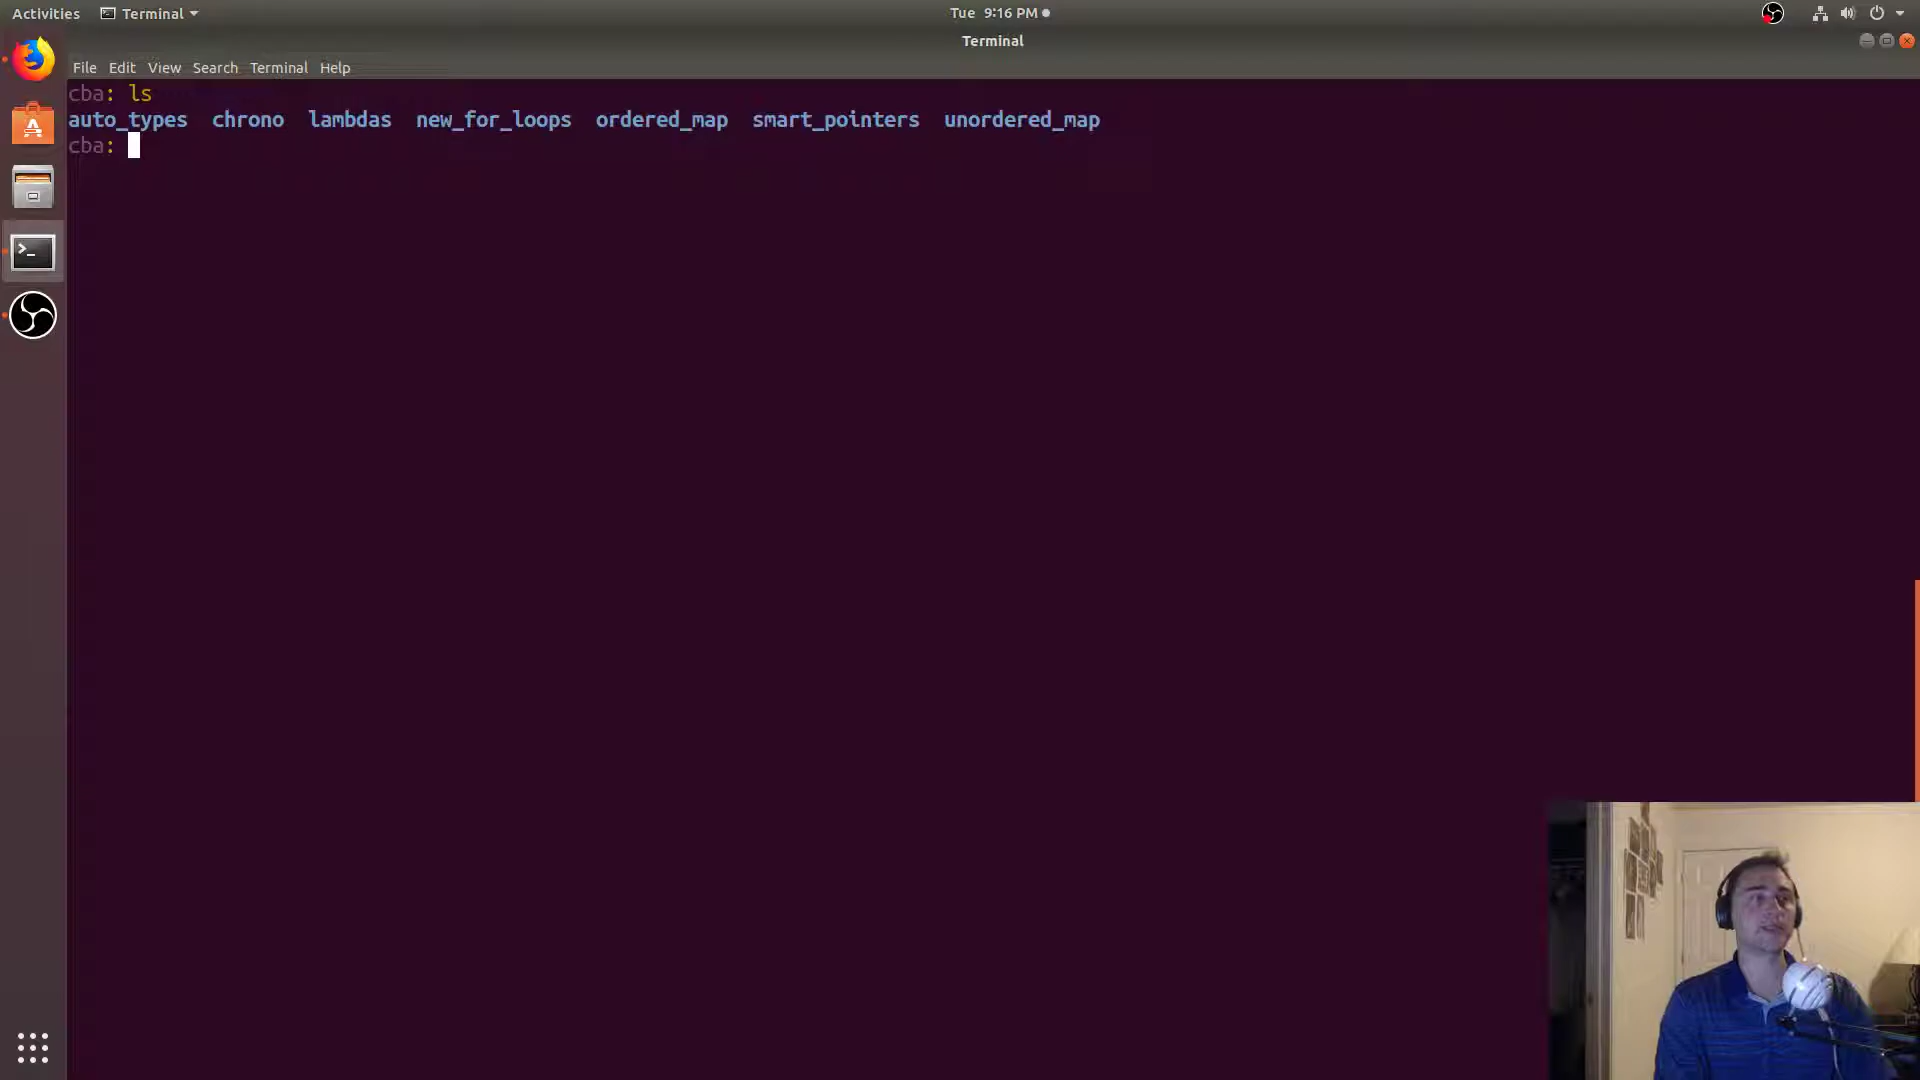 Activities Terminal Tue 9:16 PM
Terminal
File Edit View Search Terminal Help
cba: ls
auto_types chrono lambdas new_for_loops ordered_map smart_pointers unordered_map
cba: